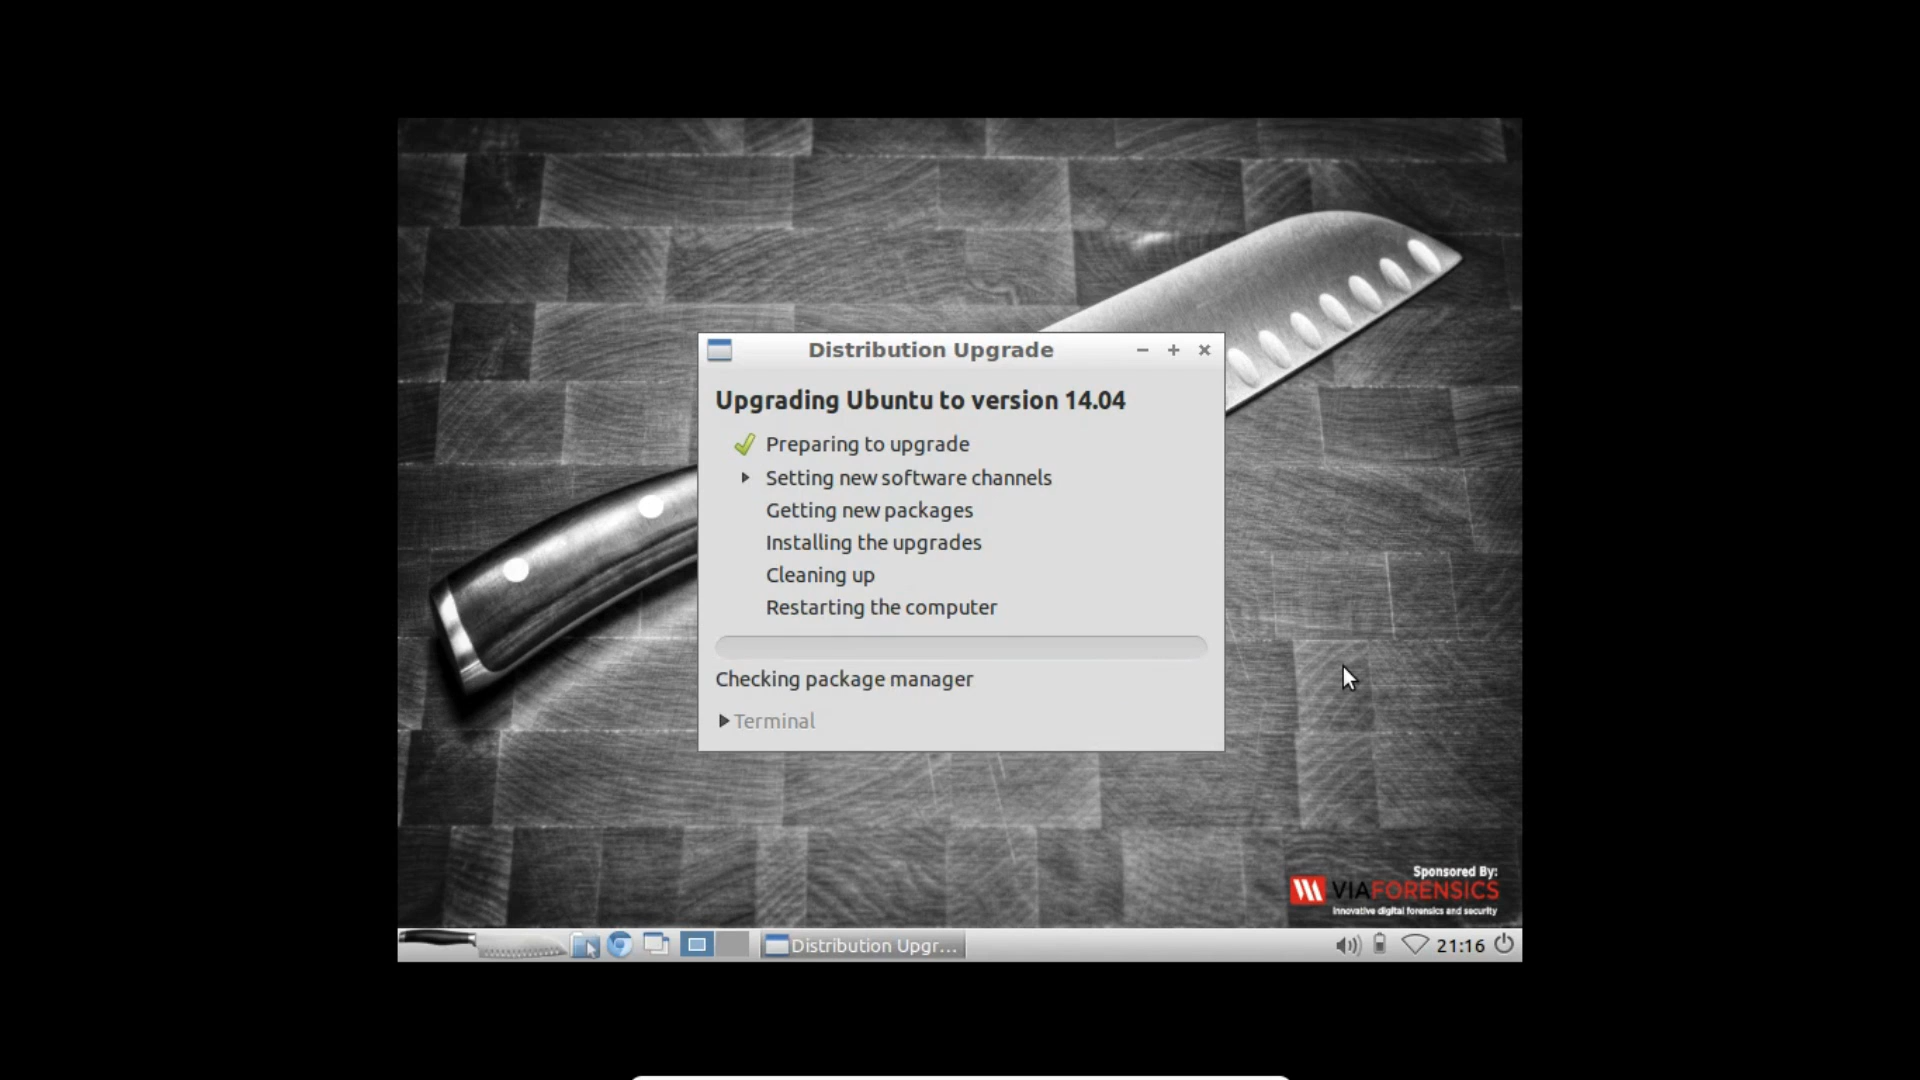 Distribution Upgrade
Upgrading Ubuntu to version 14.04
Preparing to upgrade
Setting new software channels
Getting new packages
Installing the upgrades
Cleaning up
Restarting the computer
Checking package manager
Terminal
Sponsored By:
VIAFORENSICS
innovative digital forensics and security
Distribution Upgr...
21:16